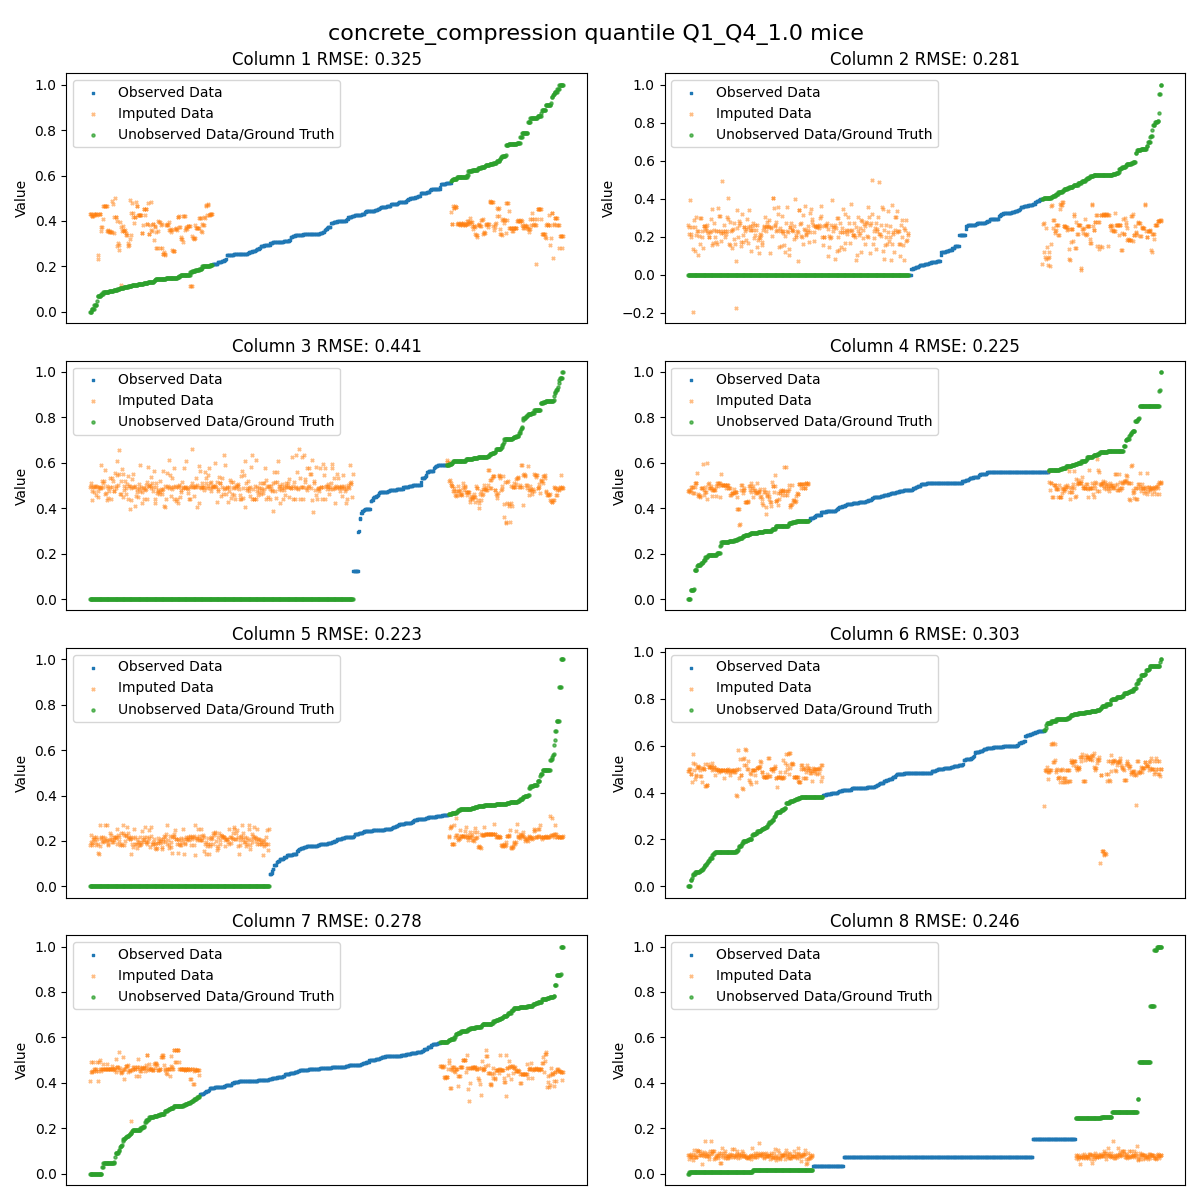 concrete_compression quantile Q1_Q4_1.0 mice
Column 1 RMSE: 0.325
Value
1.0
0.8
0.6
0.4
0.2
0.0
Observed Data
Imputed Data
Unobserved Data/Ground Truth
Column 2 RMSE: 0.281
Value
1.0
0.8
0.6
0.4
0.2
0.0
−0.2
Observed Data
Imputed Data
Unobserved Data/Ground Truth
Column 3 RMSE: 0.441
Value
1.0
0.8
0.6
0.4
0.2
0.0
Observed Data
Imputed Data
Unobserved Data/Ground Truth
Column 4 RMSE: 0.225
Value
1.0
0.8
0.6
0.4
0.2
0.0
Observed Data
Imputed Data
Unobserved Data/Ground Truth
Column 5 RMSE: 0.223
Value
1.0
0.8
0.6
0.4
0.2
0.0
Observed Data
Imputed Data
Unobserved Data/Ground Truth
Column 6 RMSE: 0.303
Value
1.0
0.8
0.6
0.4
0.2
0.0
Observed Data
Imputed Data
Unobserved Data/Ground Truth
Column 7 RMSE: 0.278
Value
1.0
0.8
0.6
0.4
0.2
0.0
Observed Data
Imputed Data
Unobserved Data/Ground Truth
Column 8 RMSE: 0.246
Value
1.0
0.8
0.6
0.4
0.2
0.0
Observed Data
Imputed Data
Unobserved Data/Ground Truth